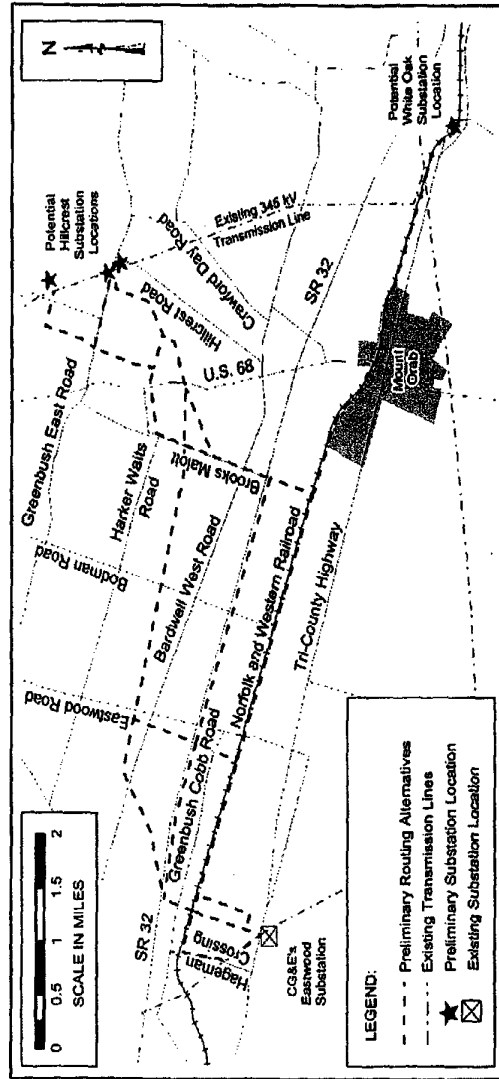 N
Potential
Hillcrest
Substation
Locations
Greenbush East Road
Harker Waits
Road
Bodman Road
Eastwood Road
Bardwell West Road
Brooks Malott
Hillcrest Road
Crawford Day Road
U.S. 68
Existing 345 kV
Transmission Line
SR 32
SR 32
Greenbush Cobb Road
Norfolk and Western Railroad
Tri-County Highway
Mount
Orab
Potential
White Oak
Substation
Location
Hageman
Crossing
CG&E's
Eastwood
Substation
0 0.5 1 1.5 2
SCALE IN MILES
LEGEND:
Preliminary Routing Alternatives
Existing Transmission Lines
Preliminary Substation Location
Existing Substation Location